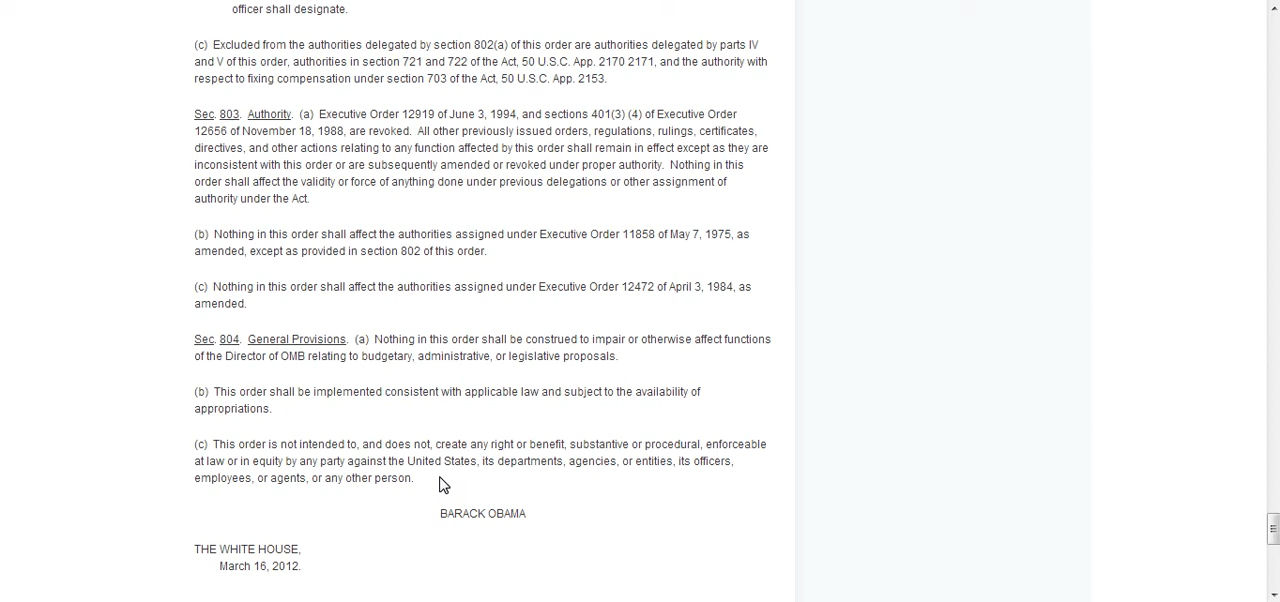 officer shall designate.
(c) Excluded from the authorities delegated by section 802(a) of this order are authorities delegated by parts IV
and V of this order, authorities in section 721 and 722 of the Act, 50 U.S.C. App. 2170 2171, and the authority with
respect to fixing compensation under section 703 of the Act, 50 U.S.C. App. 2153.
Sec. 803. Authority. (a) Executive Order 12919 of June 3, 1994, and sections 401(3) (4) of Executive Order
12656 of November 18, 1988, are revoked. All other previously issued orders, regulations, rulings, certificates,
directives, and other actions relating to any function affected by this order shall remain in effect except as they are
inconsistent with this order or are subsequently amended or revoked under proper authority. Nothing in this
order shall affect the validity or force of anything done under previous delegations or other assignment of
authority under the Act.
(b) Nothing in this order shall affect the authorities assigned under Executive Order 11858 of May 7, 1975, as
amended, except as provided in section 802 of this order.
(c) Nothing in this order shall affect the authorities assigned under Executive Order 12472 of April 3, 1984, as
amended.
Sec. 804. General Provisions. (a) Nothing in this order shall be construed to impair or otherwise affect functions
of the Director of OMB relating to budgetary, administrative, or legislative proposals.
(b) This order shall be implemented consistent with applicable law and subject to the availability of
appropriations.
(c) This order is not intended to, and does not, create any right or benefit, substantive or procedural, enforceable
at law or in equity by any party against the United States, its departments, agencies, or entities, its officers,
employees, or agents, or any other person.
BARACK OBAMA
THE WHITE HOUSE,
March 16, 2012.